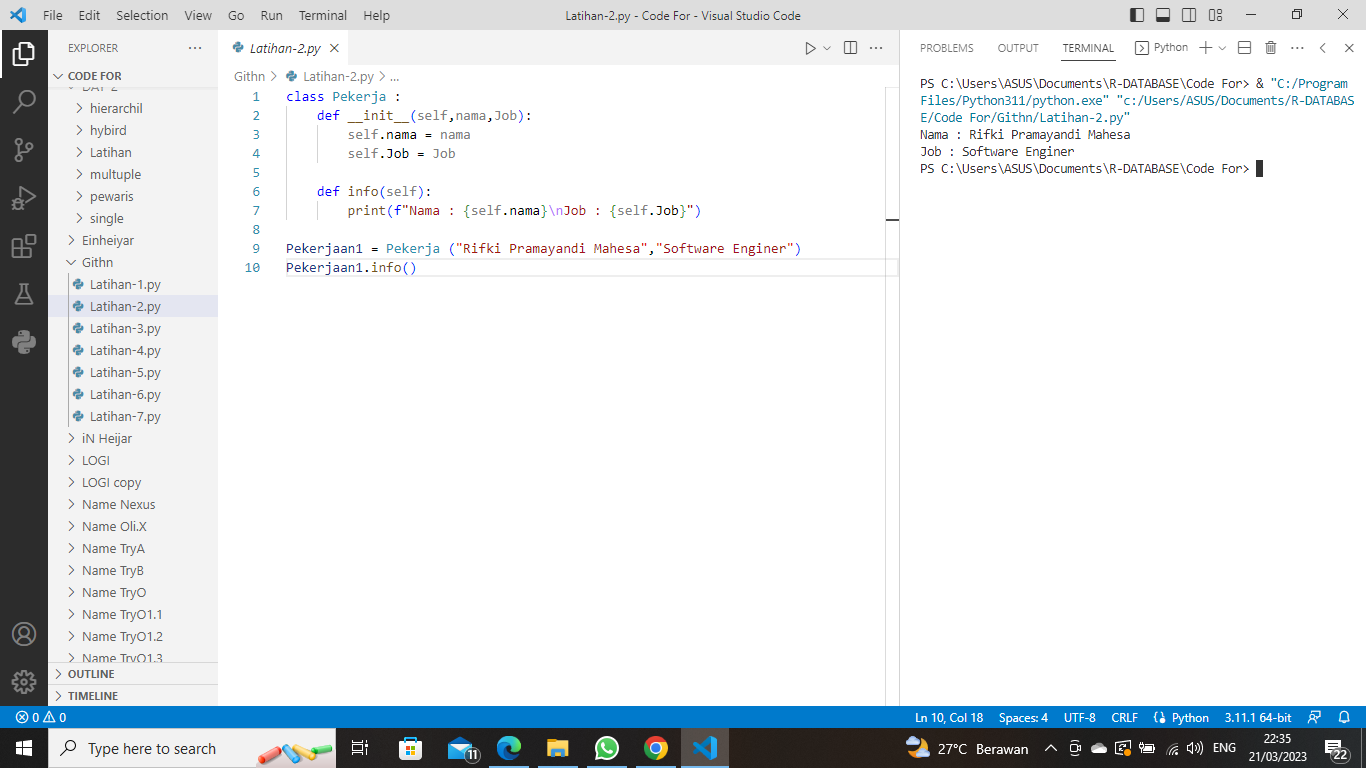 File Edit Selection View Go Run Terminal Help
Latihan-2.py - Code For - Visual Studio Code
EXPLORER
CODE FOR
DAY-2
hierarchil
hybird
Latihan
multuple
pewaris
single
Einheiyar
Githn
Latihan-1.py
Latihan-2.py
Latihan-3.py
Latihan-4.py
Latihan-5.py
Latihan-6.py
Latihan-7.py
iN Heijar
LOGI
LOGI copy
Name Nexus
Name Oli.X
Name TryA
Name TryB
Name TryO
Name TryO1.1
Name TryO1.2
Name TryO1.3
OUTLINE
TIMELINE
Latihan-2.py
Githn > Latihan-2.py > ...
1 class Pekerja :
2     def __init__(self,nama,Job):
3         self.nama = nama
4         self.Job = Job
5
6     def info(self):
7         print(f"Nama : {self.nama}\nJob : {self.Job}")
8
9 Pekerjaan1 = Pekerja ("Rifki Pramayandi Mahesa","Software Enginer")
10 Pekerjaan1.info()
PROBLEMS OUTPUT TERMINAL Python
PS C:\Users\ASUS\Documents\R-DATABASE\Code For> & "C:/Program
Files/Python311/python.exe" "c:/Users/ASUS/Documents/R-DATABAS
E/Code For/Githn/Latihan-2.py"
Nama : Rifki Pramayandi Mahesa
Job : Software Enginer
PS C:\Users\ASUS\Documents\R-DATABASE\Code For>
0 0 Ln 10, Col 18 Spaces: 4 UTF-8 CRLF Python 3.11.1 64-bit
Type here to search
11
27°C Berawan
ENG
22:35
21/03/2023
22